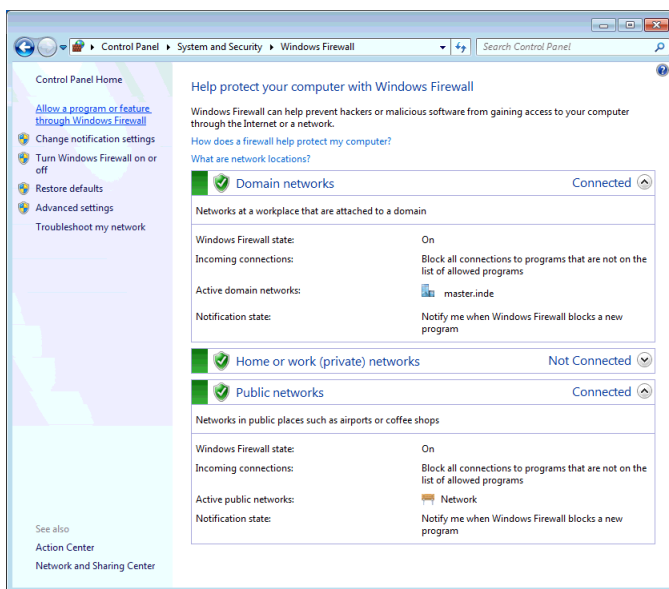 Control Panel ▸ System and Security ▸ Windows Firewall
Search Control Panel
Control Panel Home
Allow a program or feature
through Windows Firewall
Change notification settings
Turn Windows Firewall on or
off
Restore defaults
Advanced settings
Troubleshoot my network
Help protect your computer with Windows Firewall
Windows Firewall can help prevent hackers or malicious software from gaining access to your computer
through the Internet or a network.
How does a firewall help protect my computer?
What are network locations?
Domain networks Connected
Networks at a workplace that are attached to a domain
Windows Firewall state: On
Incoming connections: Block all connections to programs that are not on the
list of allowed programs
Active domain networks: master.inde
Notification state: Notify me when Windows Firewall blocks a new
program
Home or work (private) networks Not Connected
Public networks Connected
Networks in public places such as airports or coffee shops
Windows Firewall state: On
Incoming connections: Block all connections to programs that are not on the
list of allowed programs
Active public networks: Network
Notification state: Notify me when Windows Firewall blocks a new
program
See also
Action Center
Network and Sharing Center